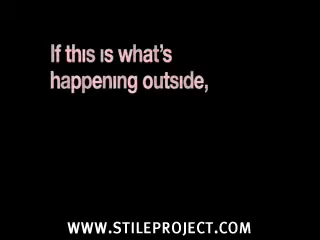 If this is what's
happening outside,
WWW.STILEPROJECT.COM